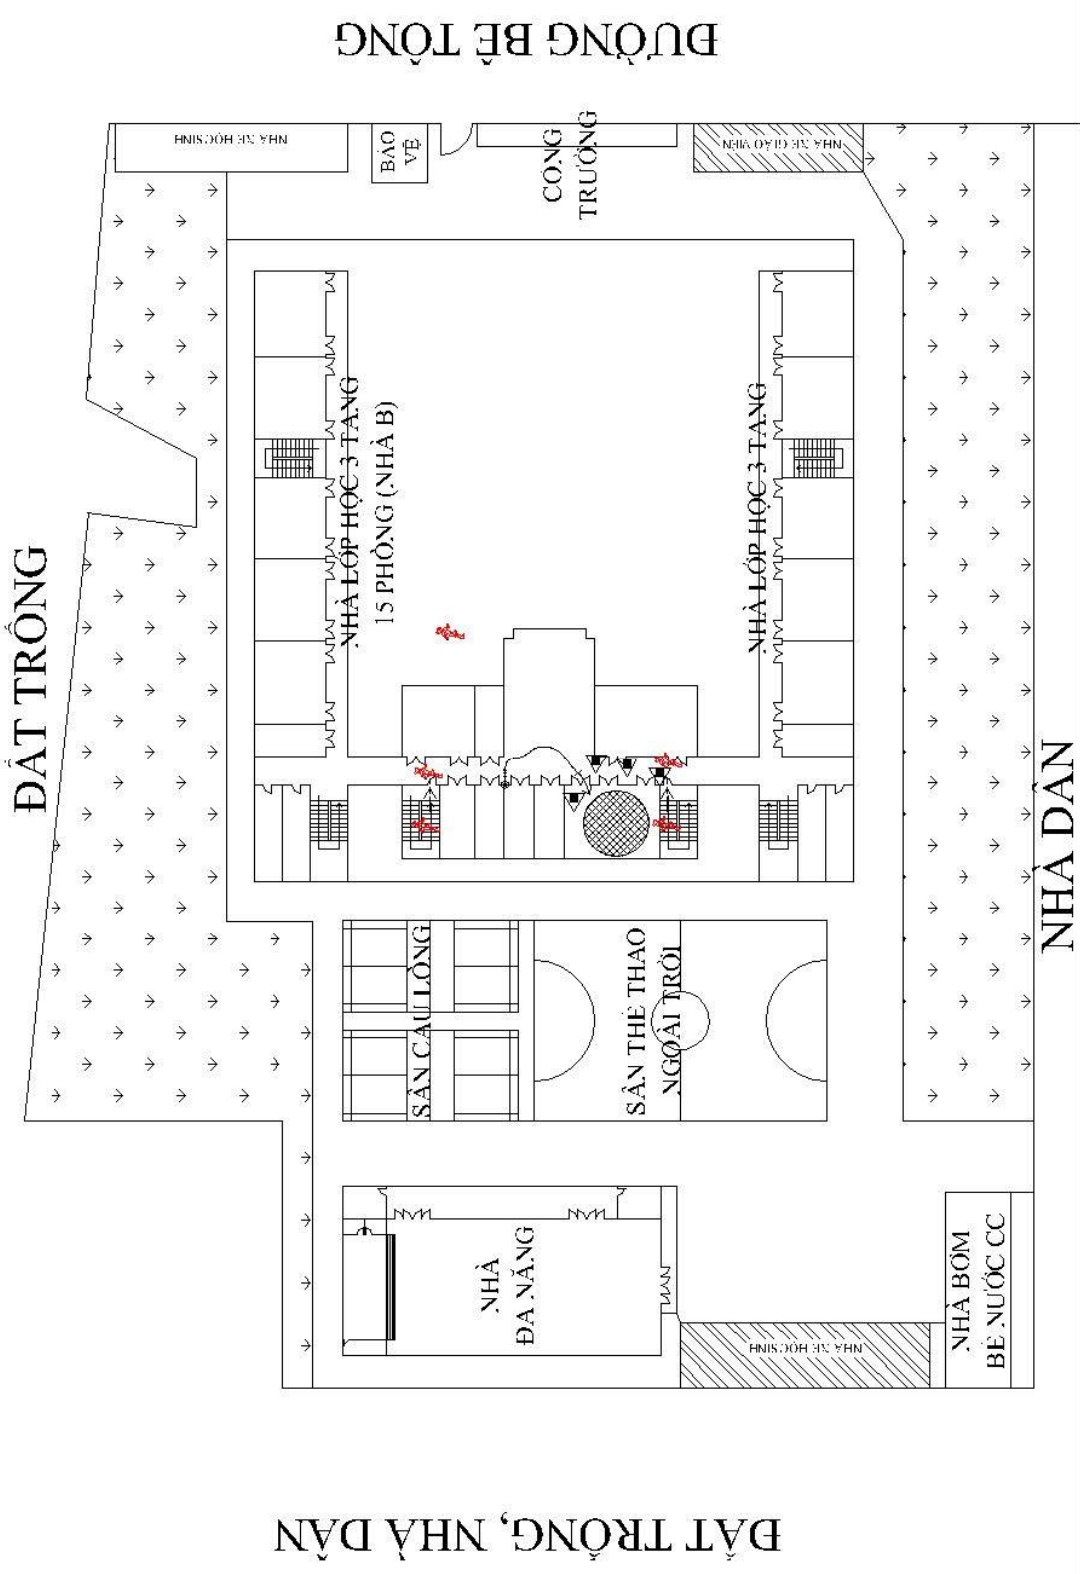 ĐƯỜNG BÊ TÔNG
NHÀ XE HỌC SINH
BẢO
VỆ
CỔNG
TRƯỜNG
NHÀ XE GIÁO VIÊN
NHÀ LỚP HỌC 3 TẦNG
15 PHÒNG (NHÀ B)
NHÀ LỚP HỌC 3 TẦNG
ĐẤT TRỐNG
NHÀ DÂN
SÂN CẦU LÔNG
SÂN THỂ THAO
NGOÀI TRỜI
NHÀ
ĐA NĂNG
NHÀ XE HỌC SINH
NHÀ BƠM
BỂ NƯỚC CC
ĐẤT TRỐNG, NHÀ DÂN